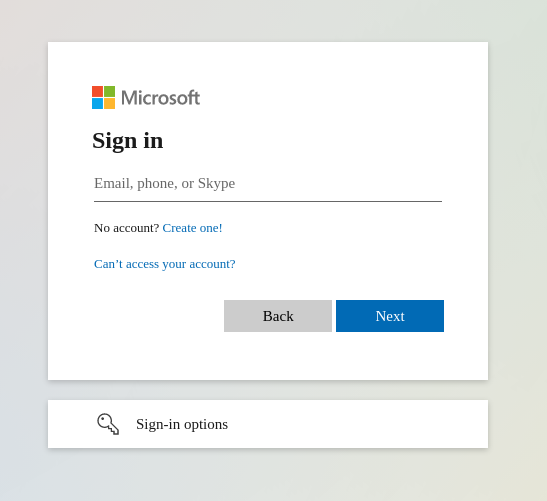 Microsoft
Sign in
Email, phone, or Skype
No account? Create one!
Can’t access your account?
Back
Next
Sign-in options